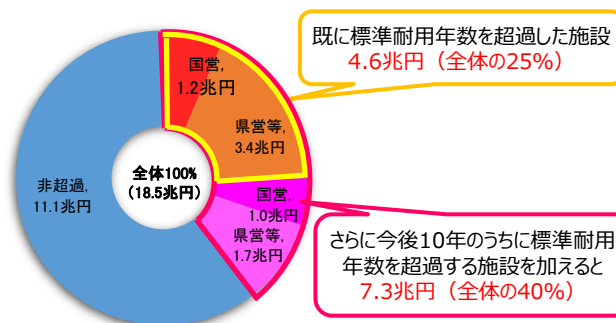 既に標準耐用年数を超過した施設
4.6兆円（全体の25%）
国営,
1.2兆円
県営等,
3.4兆円
全体100%
（18.5兆円）
非超過,
11.1兆円
国営,
1.0兆円
県営等,
1.7兆円
さらに今後10年のうちに標準耐用
年数を超過する施設を加えると
7.3兆円（全体の40%）